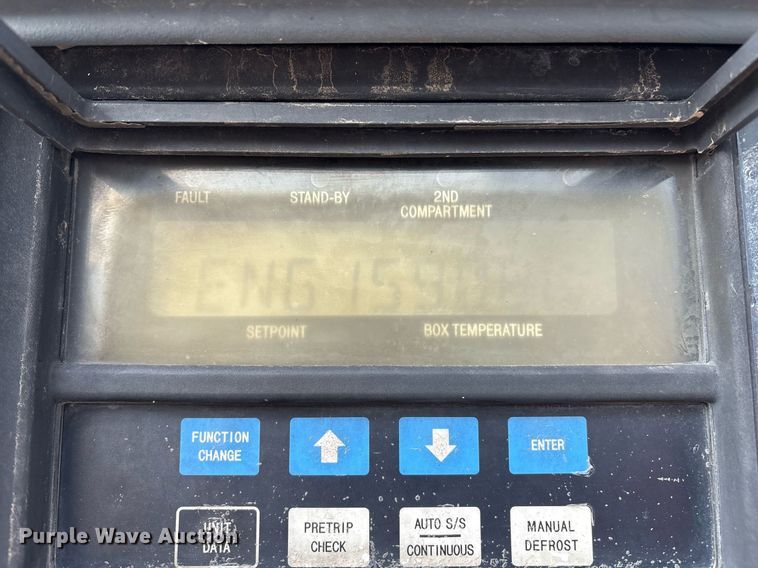 FAULT
STAND-BY
2ND
COMPARTMENT
ENG
SETPOINT
BOX TEMPERATURE
FUNCTION
CHANGE
ENTER
UNIT
DATA
PRETRIP
CHECK
AUTO S/S
CONTINUOUS
MANUAL
DEFROST
Purple Wave Auction